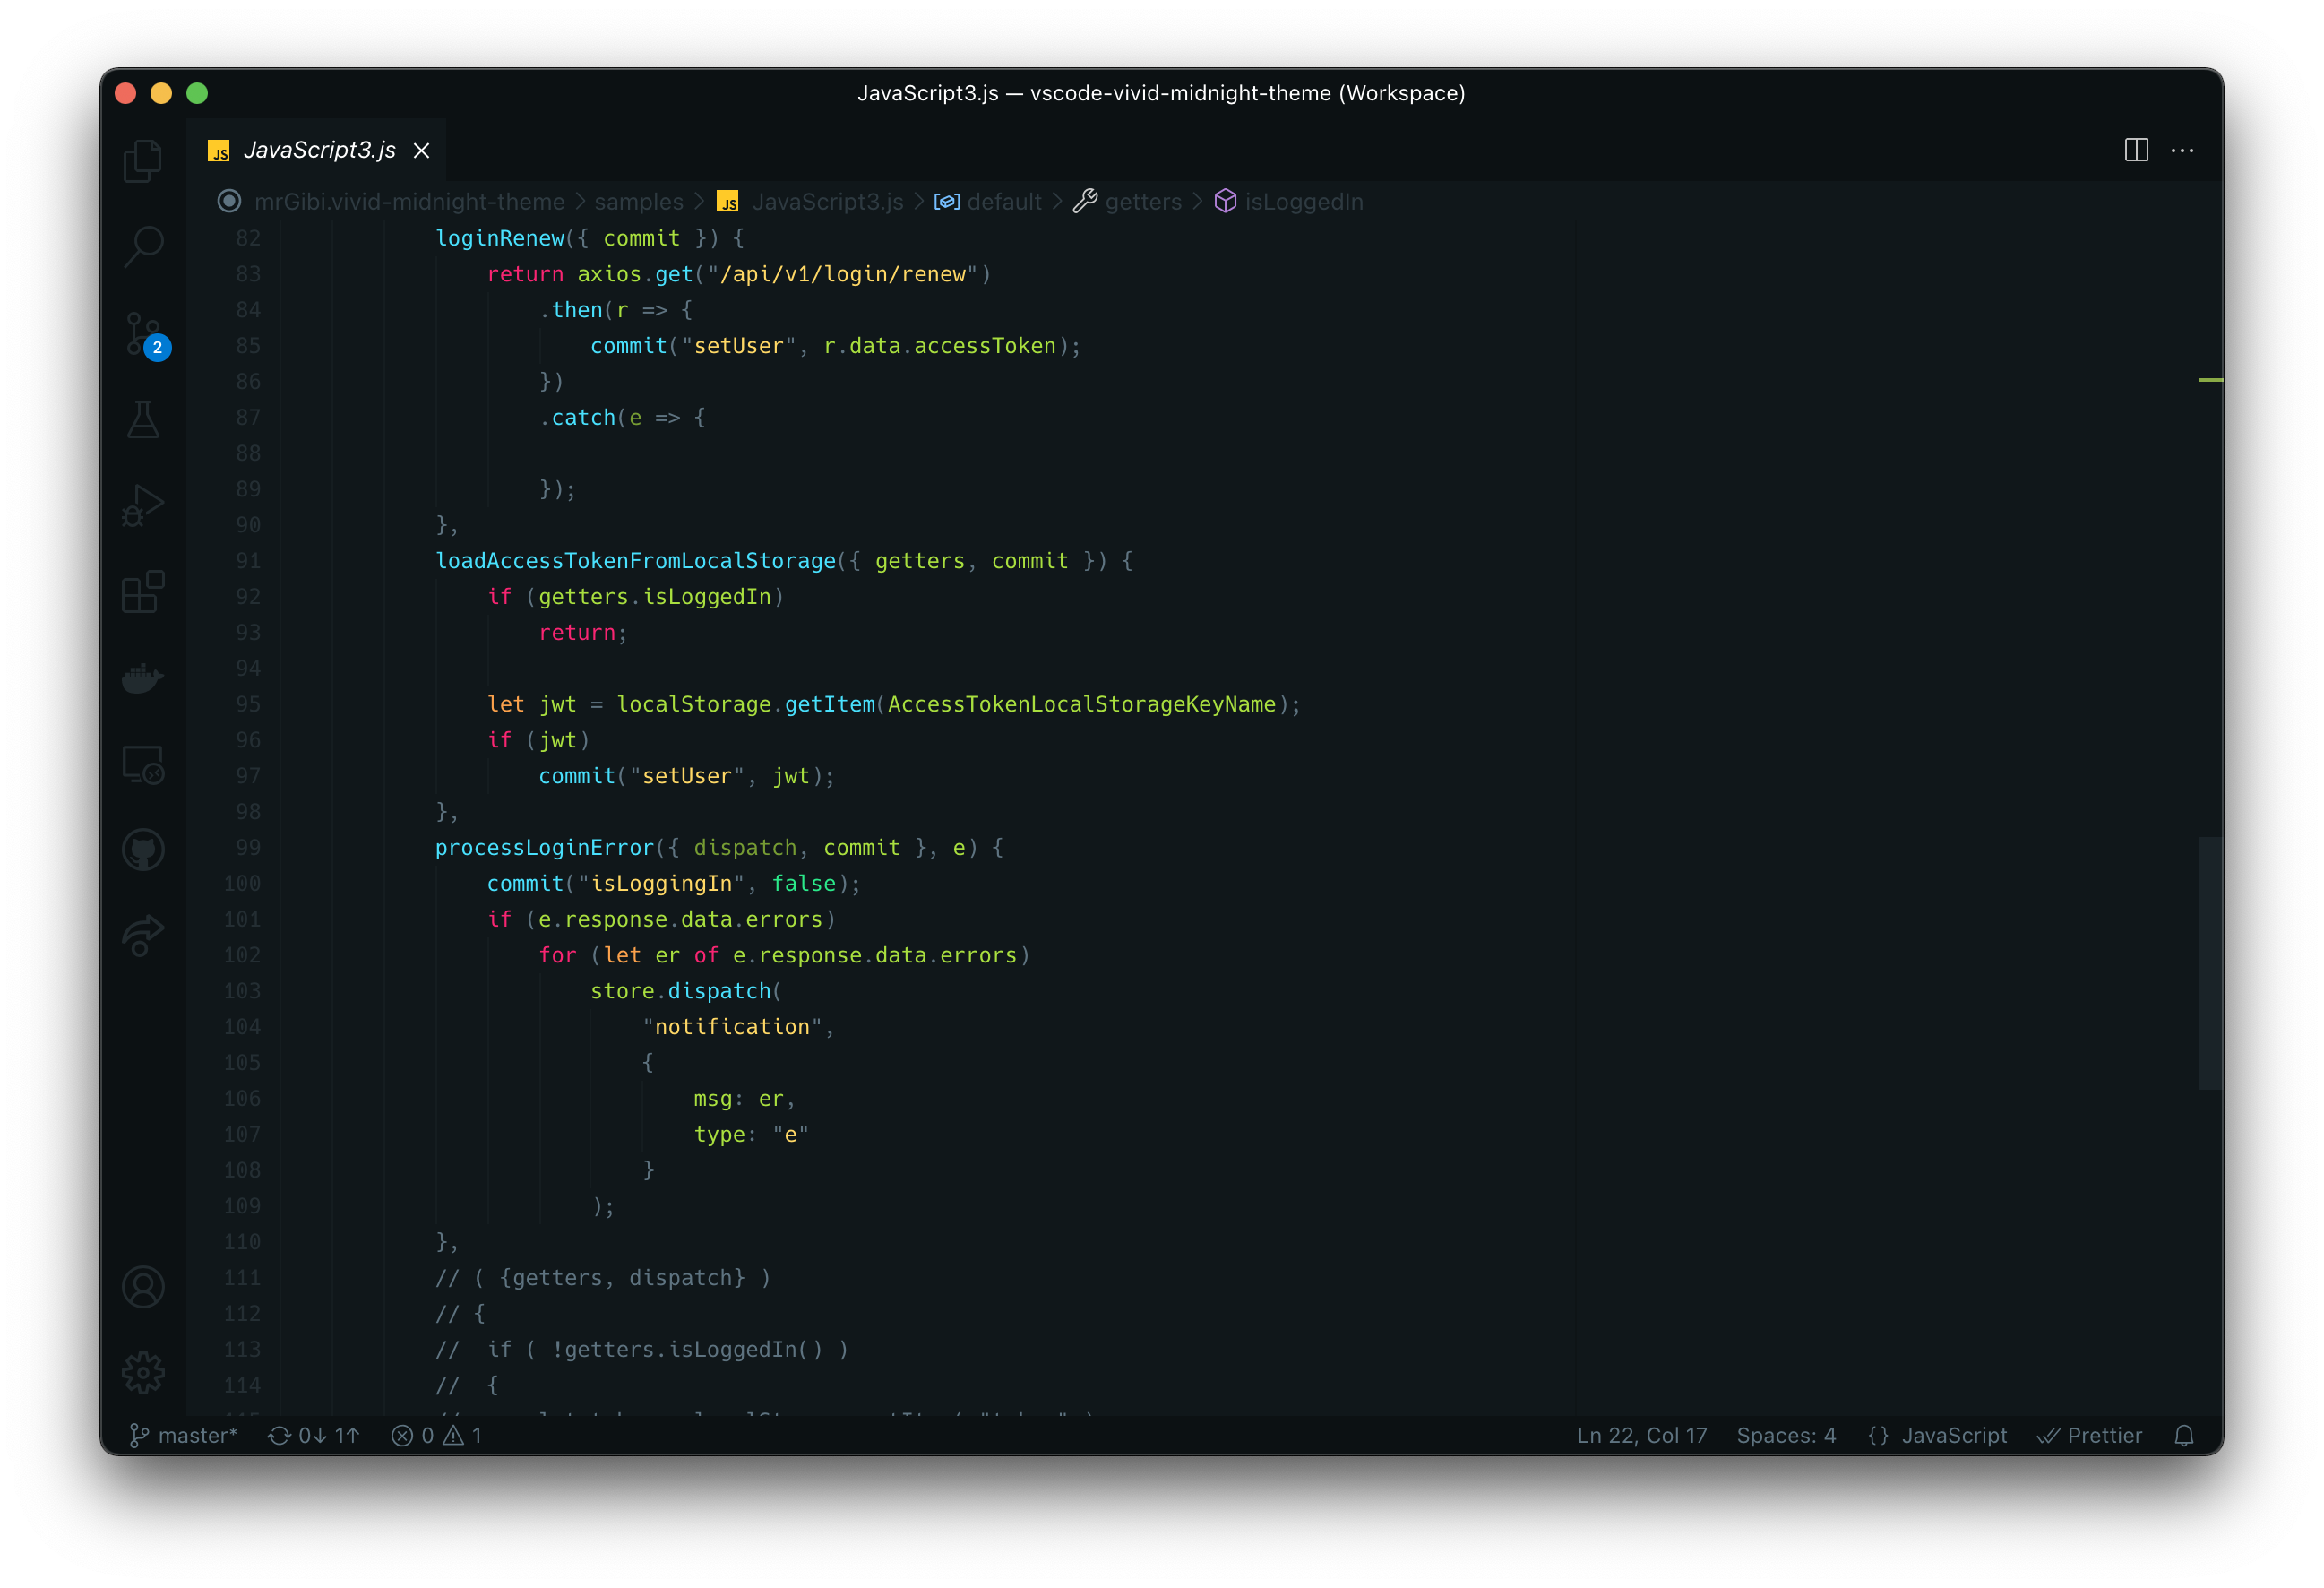 JavaScript3.js — vscode-vivid-midnight-theme (Workspace)
JS JavaScript3.js
mrGibi.vivid-midnight-theme > samples > JS JavaScript3.js > default > getters > isLoggedIn
2
82 loginRenew({ commit }) {
83 return axios.get("/api/v1/login/renew")
84 .then(r => {
85 commit("setUser", r.data.accessToken);
86 })
87 .catch(e => {
88
89 });
90 },
91 loadAccessTokenFromLocalStorage({ getters, commit }) {
92 if (getters.isLoggedIn)
93 return;
94
95 let jwt = localStorage.getItem(AccessTokenLocalStorageKeyName);
96 if (jwt)
97 commit("setUser", jwt);
98 },
99 processLoginError({ dispatch, commit }, e) {
100 commit("isLoggingIn", false);
101 if (e.response.data.errors)
102 for (let er of e.response.data.errors)
103 store.dispatch(
104 "notification",
105 {
106 msg: er,
107 type: "e"
108 }
109 );
110 },
111 // ( {getters, dispatch} )
112 // {
113 //  if ( !getters.isLoggedIn() )
114 //  {
master* 0↓ 1↑ 0 1 Ln 22, Col 17 Spaces: 4 {} JavaScript Prettier